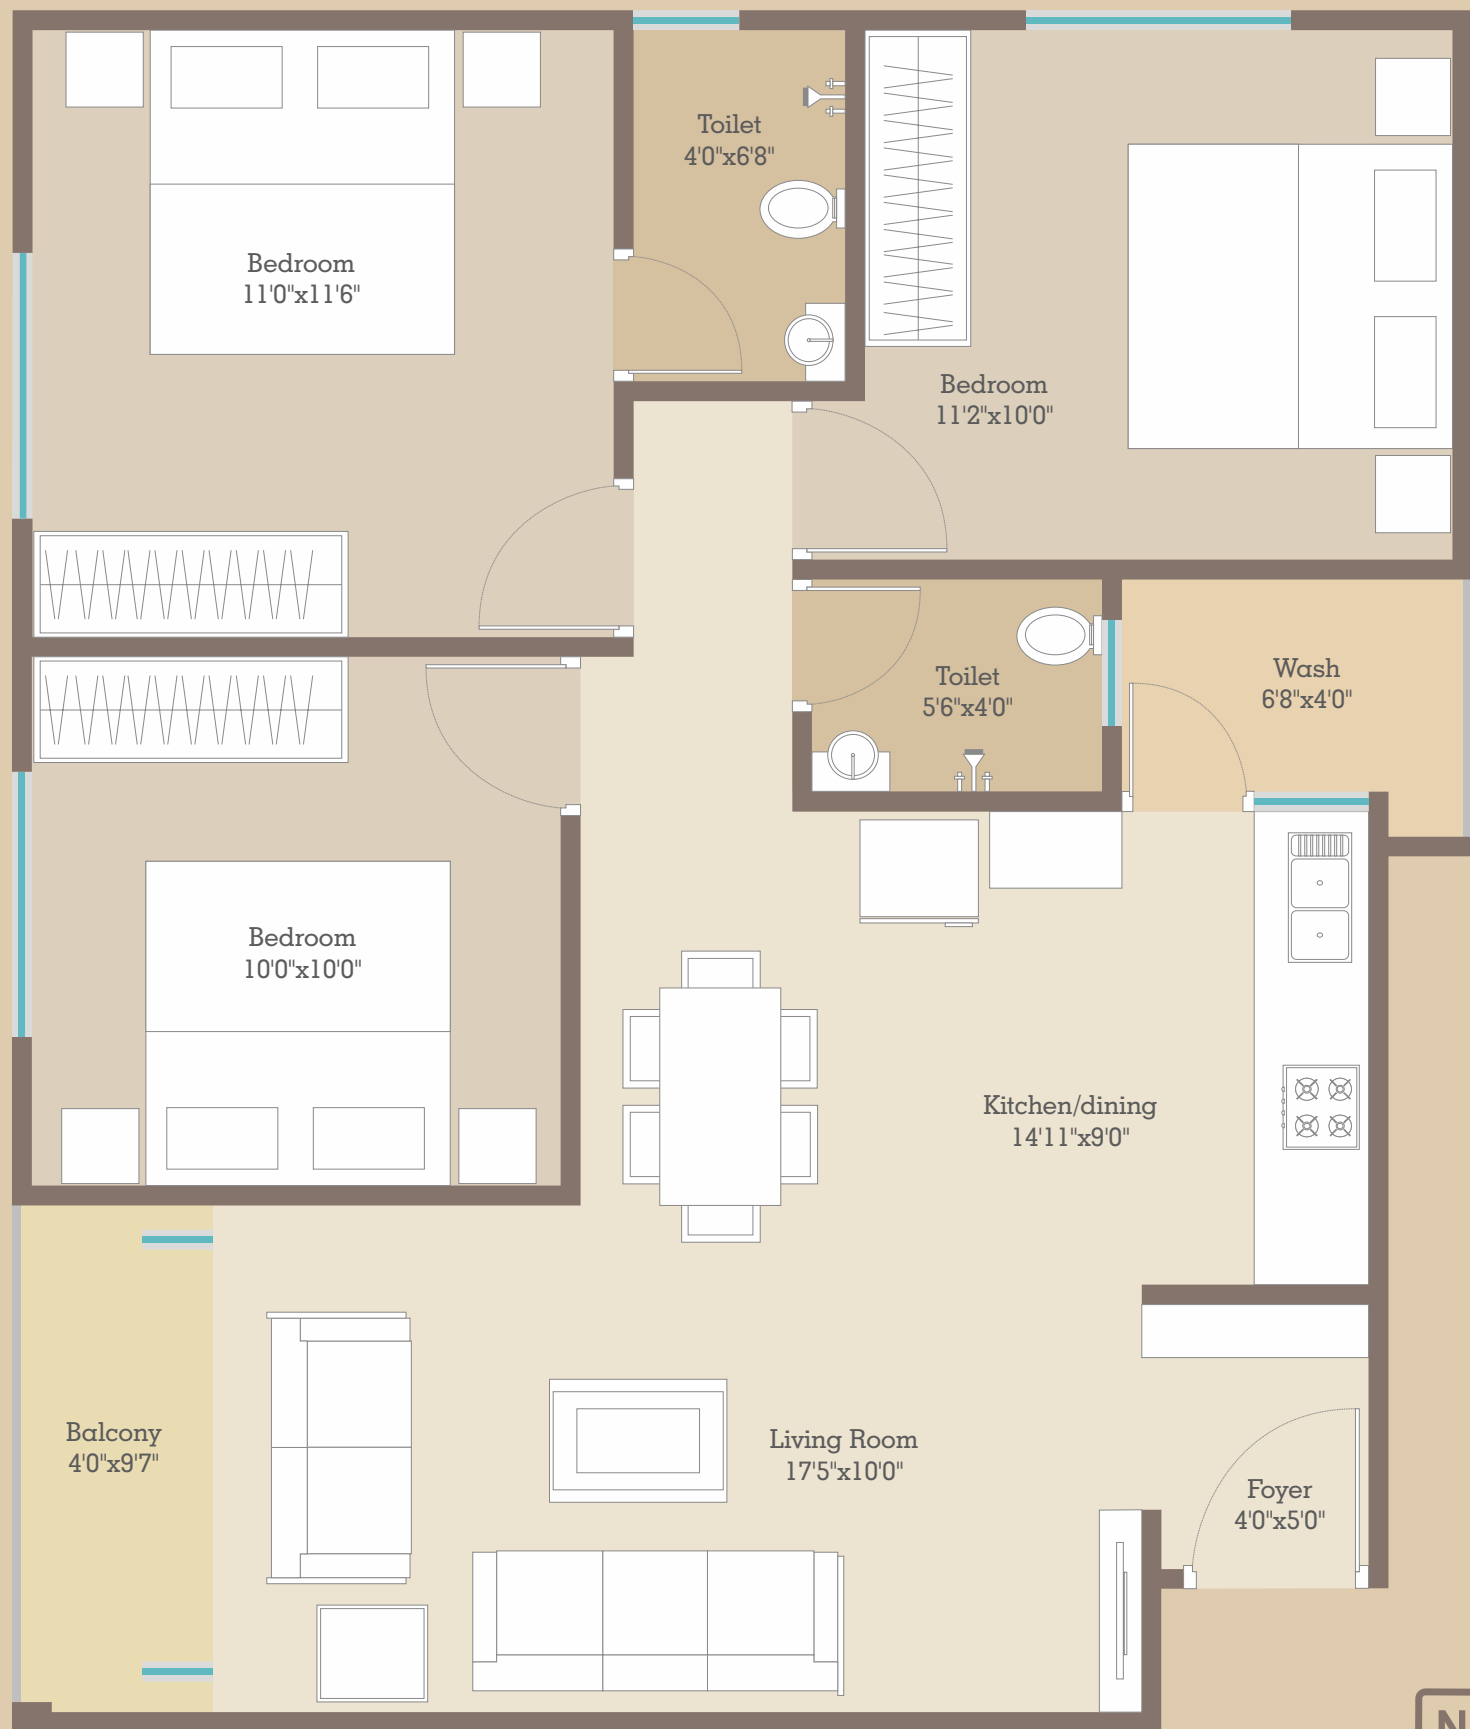 Toilet
4'0"x6'8"
Bedroom
11'0"x11'6"
Bedroom
11'2"x10'0"
Toilet
5'6"x4'0"
Wash
6'8"x4'0"
Bedroom
10'0"x10'0"
Kitchen/dining
14'11"x9'0"
Balcony
4'0"x9'7"
Living Room
17'5"x10'0"
Foyer
4'0"x5'0"
N